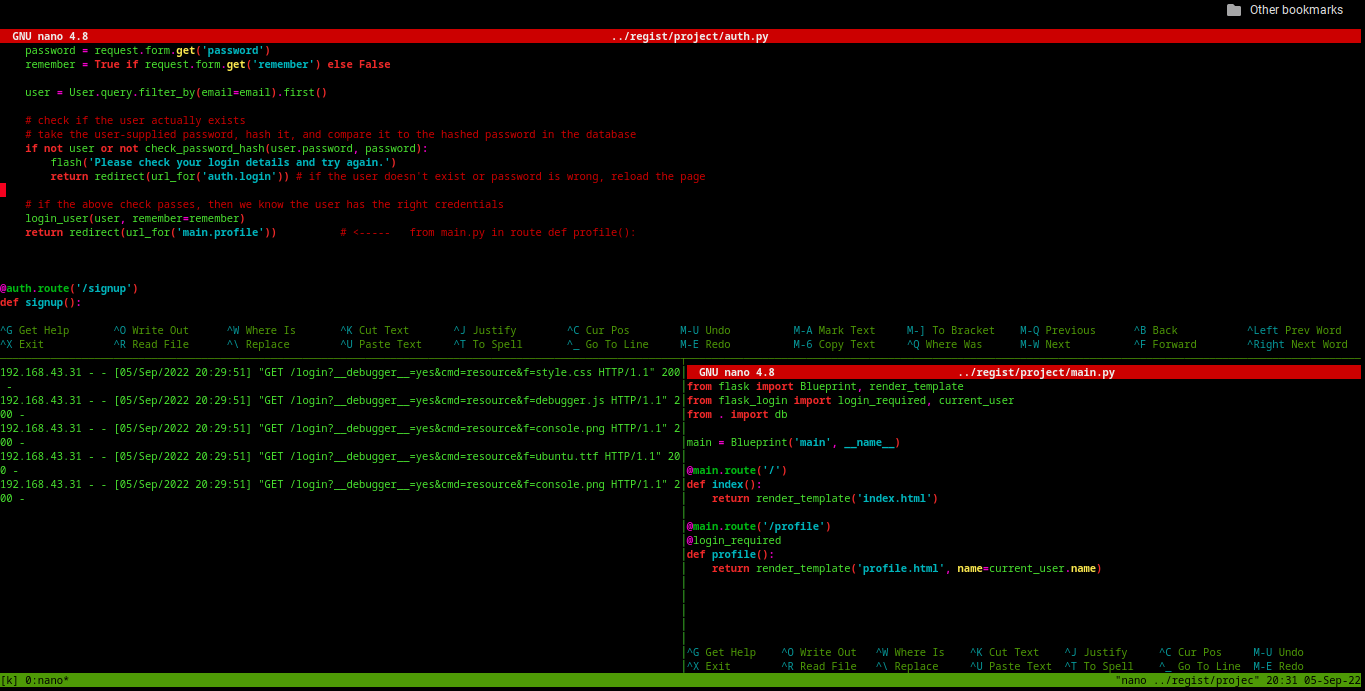 Other bookmarks
GNU nano 4.8 ../regist/project/auth.py
password = request.form.get('password')
remember = True if request.form.get('remember') else False
user = User.query.filter_by(email=email).first()
# check if the user actually exists
# take the user-supplied password, hash it, and compare it to the hashed password in the database
if not user or not check_password_hash(user.password, password):
flash('Please check your login details and try again.')
return redirect(url_for('auth.login')) # if the user doesn't exist or password is wrong, reload the page
# if the above check passes, then we know the user has the right credentials
login_user(user, remember=remember)
return redirect(url_for('main.profile')) # <----- from main.py in route def profile():
@auth.route('/signup')
def signup():
^G Get Help ^O Write Out ^W Where Is ^K Cut Text ^J Justify ^C Cur Pos M-U Undo M-A Mark Text M-] To Bracket M-Q Previous ^B Back ^Left Prev Word
^X Exit ^R Read File ^\ Replace ^U Paste Text ^T To Spell ^_ Go To Line M-E Redo M-6 Copy Text ^Q Where Was M-W Next ^F Forward ^Right Next Word
192.168.43.31 - - [05/Sep/2022 20:29:51] "GET /login?__debugger__=yes&cmd=resource&f=style.css HTTP/1.1" 200
-
192.168.43.31 - - [05/Sep/2022 20:29:51] "GET /login?__debugger__=yes&cmd=resource&f=debugger.js HTTP/1.1" 2
00 -
192.168.43.31 - - [05/Sep/2022 20:29:51] "GET /login?__debugger__=yes&cmd=resource&f=console.png HTTP/1.1" 2
00 -
192.168.43.31 - - [05/Sep/2022 20:29:51] "GET /login?__debugger__=yes&cmd=resource&f=ubuntu.ttf HTTP/1.1" 20
0 -
192.168.43.31 - - [05/Sep/2022 20:29:51] "GET /login?__debugger__=yes&cmd=resource&f=console.png HTTP/1.1" 2
00 -
GNU nano 4.8 ../regist/project/main.py
from flask import Blueprint, render_template
from flask_login import login_required, current_user
from . import db
main = Blueprint('main', __name__)
@main.route('/')
def index():
return render_template('index.html')
@main.route('/profile')
@login_required
def profile():
return render_template('profile.html', name=current_user.name)
^G Get Help ^O Write Out ^W Where Is ^K Cut Text ^J Justify ^C Cur Pos M-U Undo
^X Exit ^R Read File ^\ Replace ^U Paste Text ^T To Spell ^_ Go To Line M-E Redo
[k] 0:nano* "nano ../regist/projec" 20:31 05-Sep-22